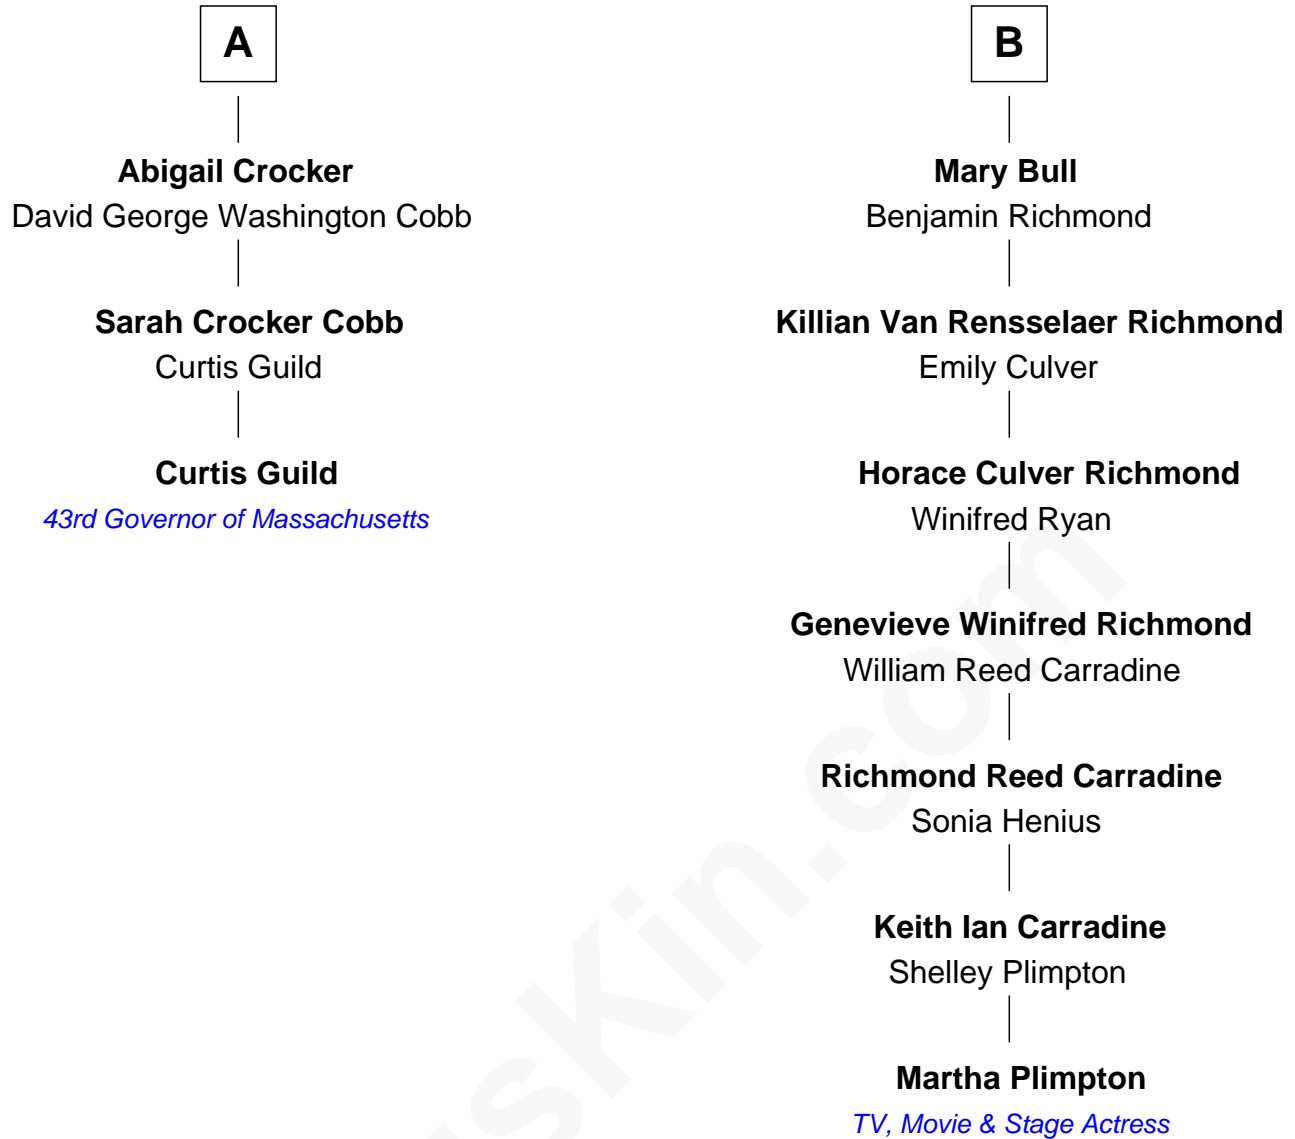 A
Abigail Crocker
David George Washington Cobb
Sarah Crocker Cobb
Curtis Guild
Curtis Guild
43rd Governor of Massachusetts
B
Mary Bull
Benjamin Richmond
Killian Van Rensselaer Richmond
Emily Culver
Horace Culver Richmond
Winifred Ryan
Genevieve Winifred Richmond
William Reed Carradine
Richmond Reed Carradine
Sonia Henius
Keith Ian Carradine
Shelley Plimpton
Martha Plimpton
TV, Movie & Stage Actress
sKin.com